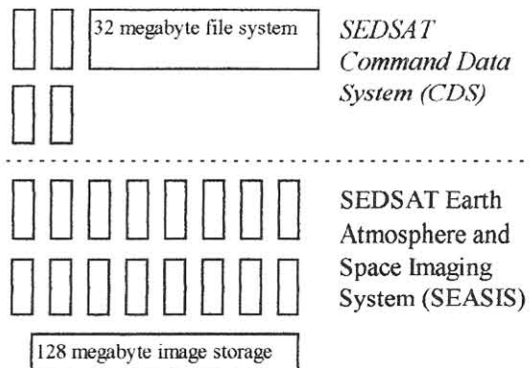 32 megabyte file system
SEDSAT
Command Data
System (CDS)
SEDSAT Earth
Atmosphere and
Space Imaging
System (SEASIS)
128 megabyte image storage